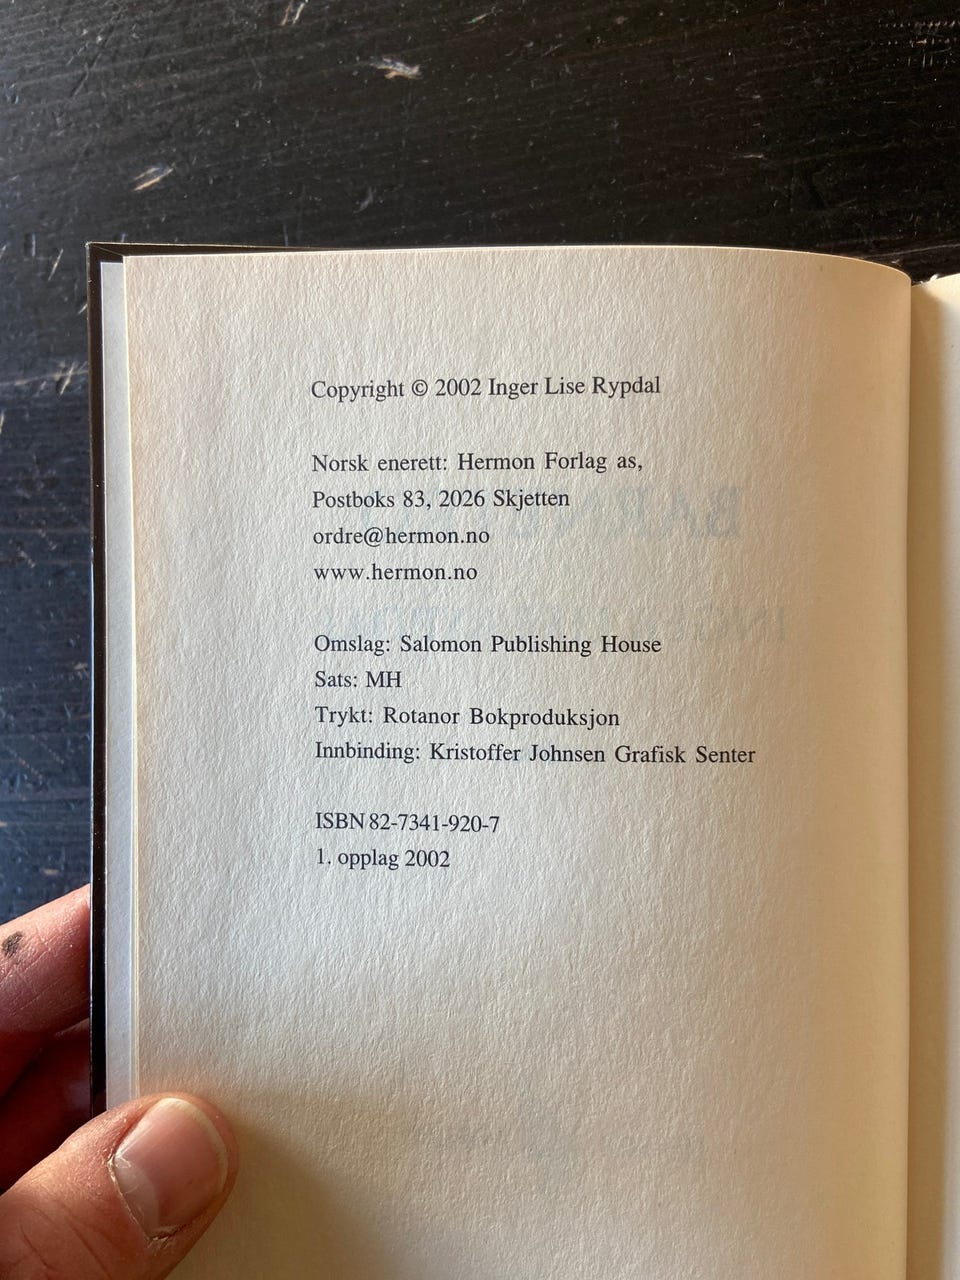 Copyright © 2002 Inger Lise Rypdal
Norsk enerett: Hermon Forlag as,
Postboks 83, 2026 Skjetten
ordre@hermon.no
www.hermon.no
Omslag: Salomon Publishing House
Sats: MH
Trykt: Rotanor Bokproduksjon
Innbinding: Kristoffer Johnsen Grafisk Senter
ISBN 82-7341-920-7
1. opplag 2002